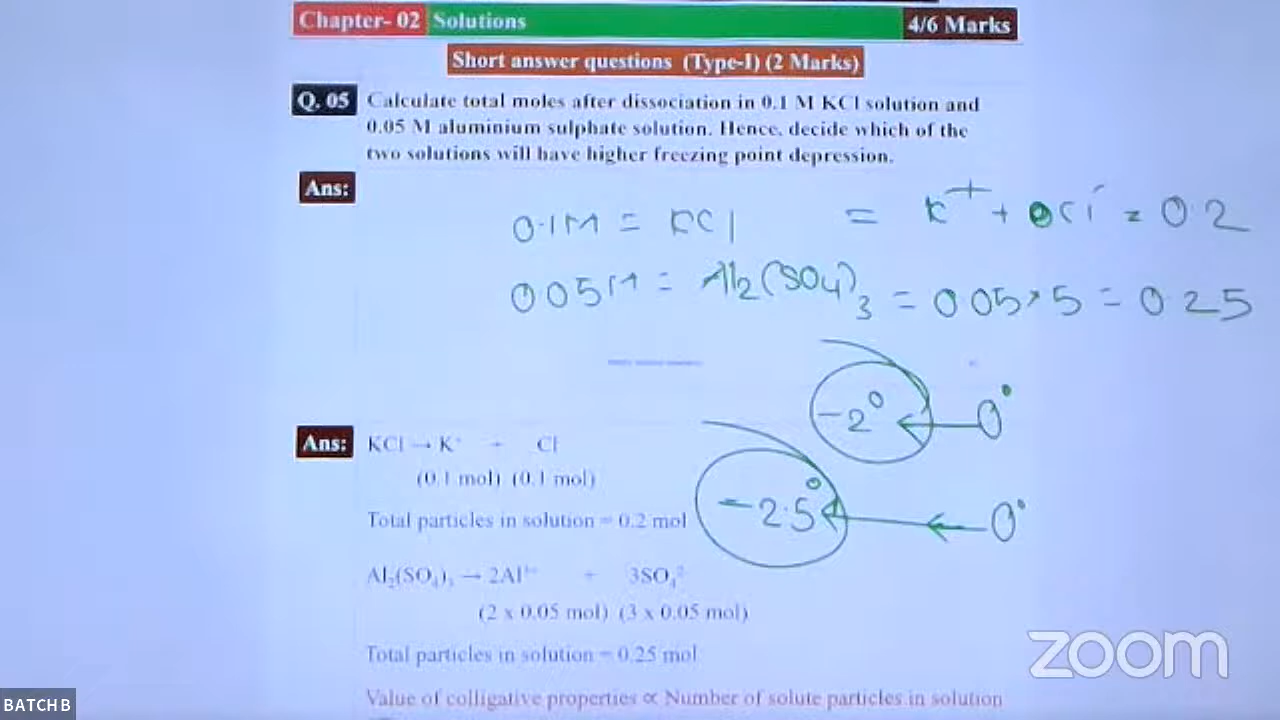 Chapter- 02 Solutions 4/6 Marks
Short answer questions (Type-I) (2 Marks)
Q. 05 Calculate total moles after dissociation in 0.1 M KCl solution and
0.05 M aluminium sulphate solution. Hence, decide which of the
two solutions will have higher freezing point depression.
Ans:
0.1M = KCl = K⁺ + Cl⁻ = 0.2
0.05M = Al₂(SO₄)₃ = 0.05 × 5 = 0.25
-2° 0°
Ans: KCl → K⁺ + Cl⁻
(0.1 mol) (0.1 mol)
-2.5° 0°
Total particles in solution = 0.2 mol
Al₂(SO₄)₃ → 2Al³⁺ + 3SO₄²⁻
(2 x 0.05 mol) (3 x 0.05 mol)
Total particles in solution = 0.25 mol
zoom
Value of colligative properties ∝ Number of solute particles in solution
BATCH B